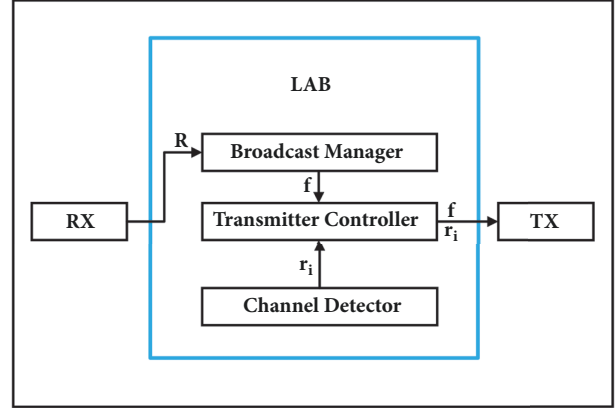 LAB
R
Broadcast Manager
f
RX
Transmitter Controller
f
rᵢ
TX
rᵢ
Channel Detector